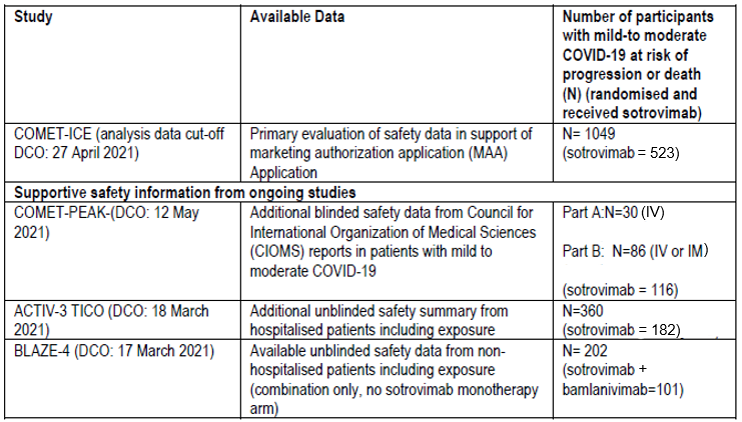 Study
Available Data
Number of participants
with mild-to moderate
COVID-19 at risk of
progression or death
(N) (randomised and
received sotrovimab)
COMET-ICE (analysis data cut-off
DCO: 27 April 2021)
Primary evaluation of safety data in support of
marketing authorization application (MAA)
Application
N= 1049
(sotrovimab = 523)
Supportive safety information from ongoing studies
COMET-PEAK-(DCO: 12 May
2021)
Additional blinded safety data from Council for
International Organization of Medical Sciences
(CIOMS) reports in patients with mild to
moderate COVID-19
Part A:N=30 (IV)
Part B: N=86 (IV or IM)
(sotrovimab = 116)
ACTIV-3 TICO (DCO: 18 March
2021)
Additional unblinded safety summary from
hospitalised patients including exposure
N=360
(sotrovimab = 182)
BLAZE-4 (DCO: 17 March 2021)
Available unblinded safety data from non-
hospitalised patients including exposure
(combination only, no sotrovimab monotherapy
arm)
N= 202
(sotrovimab +
bamlanivimab=101)